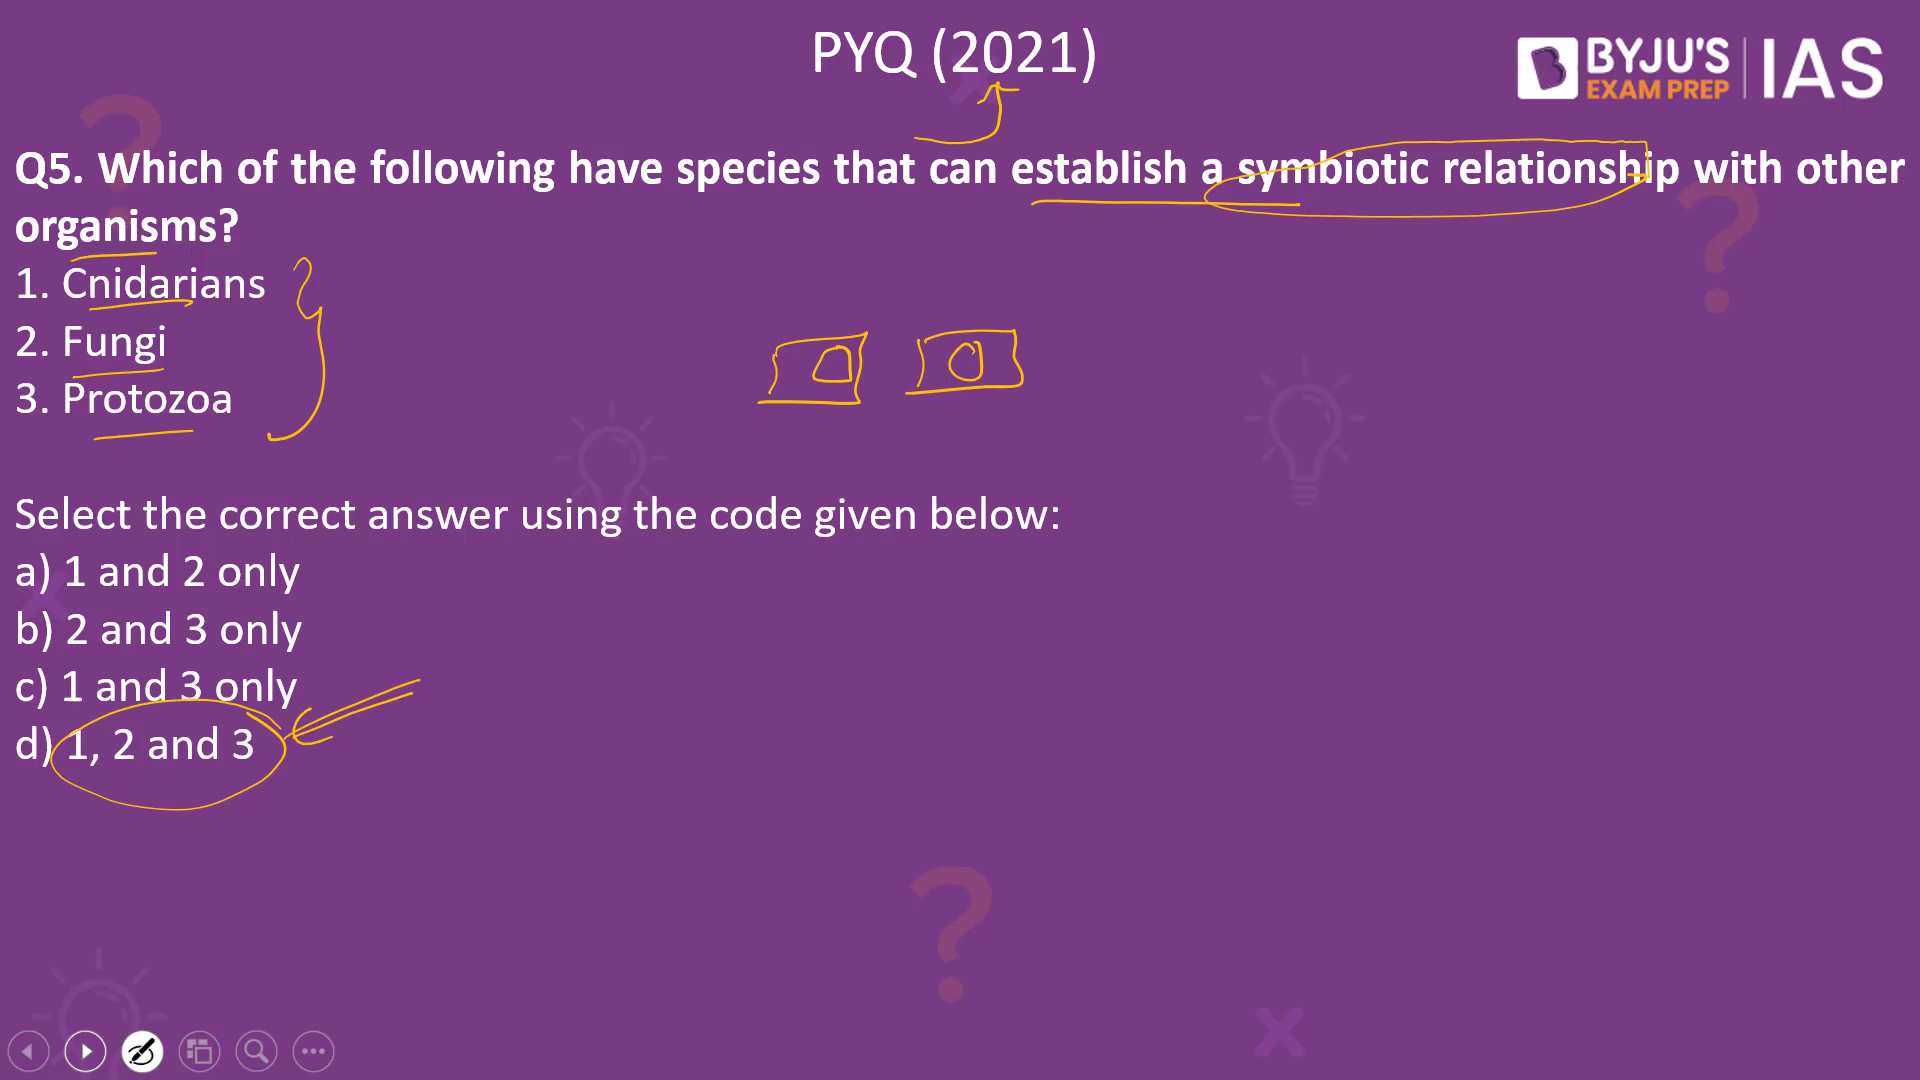 PYQ (2021)
BYJU'S
EXAM PREP
IAS
Q5. Which of the following have species that can establish a symbiotic relationship with other
organisms?
1. Cnidarians
2. Fungi
3. Protozoa
Select the correct answer using the code given below:
a) 1 and 2 only
b) 2 and 3 only
c) 1 and 3 only
d) 1, 2 and 3